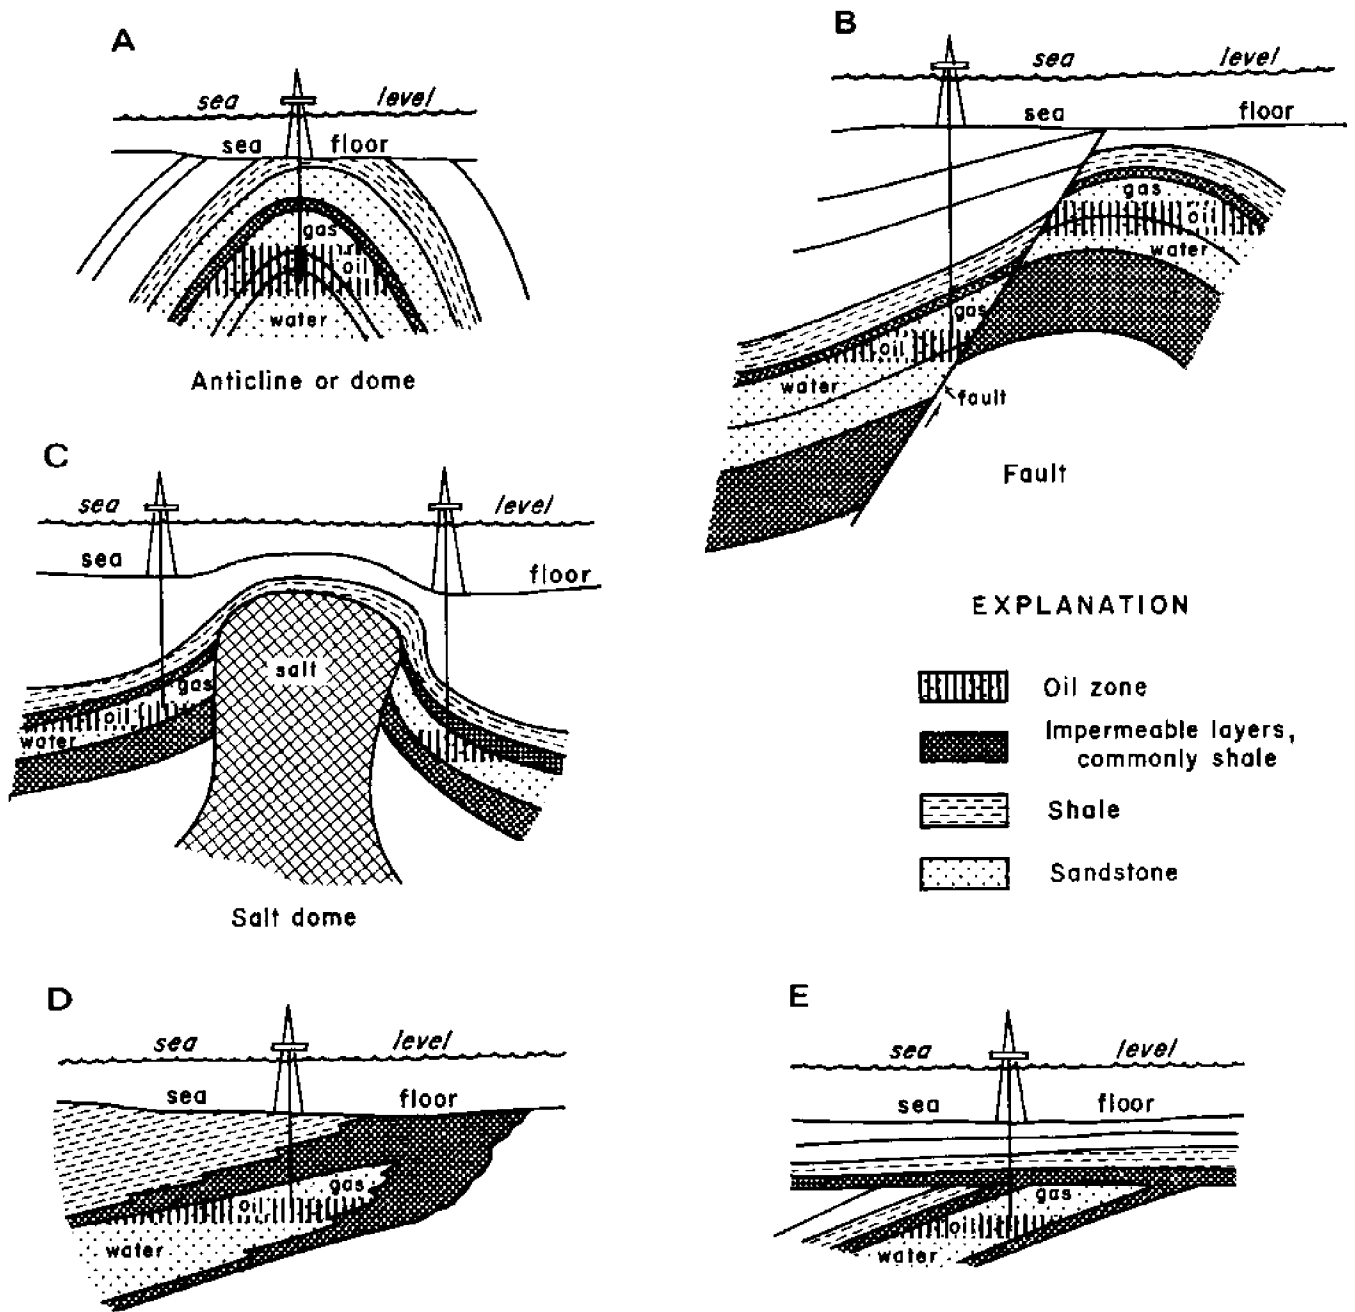 A
sea level
sea floor
gas
oil
water
Anticline or dome
B
sea level
sea floor
gas
oil
water
gas
oil
water
fault
Fault
C
sea level
sea
floor
salt
gas
oil
water
Salt dome
EXPLANATION
Oil zone
Impermeable layers,
commonly shale
Shale
Sandstone
D
sea level
sea floor
gas
oil
water
E
sea level
sea floor
gas
oil
water